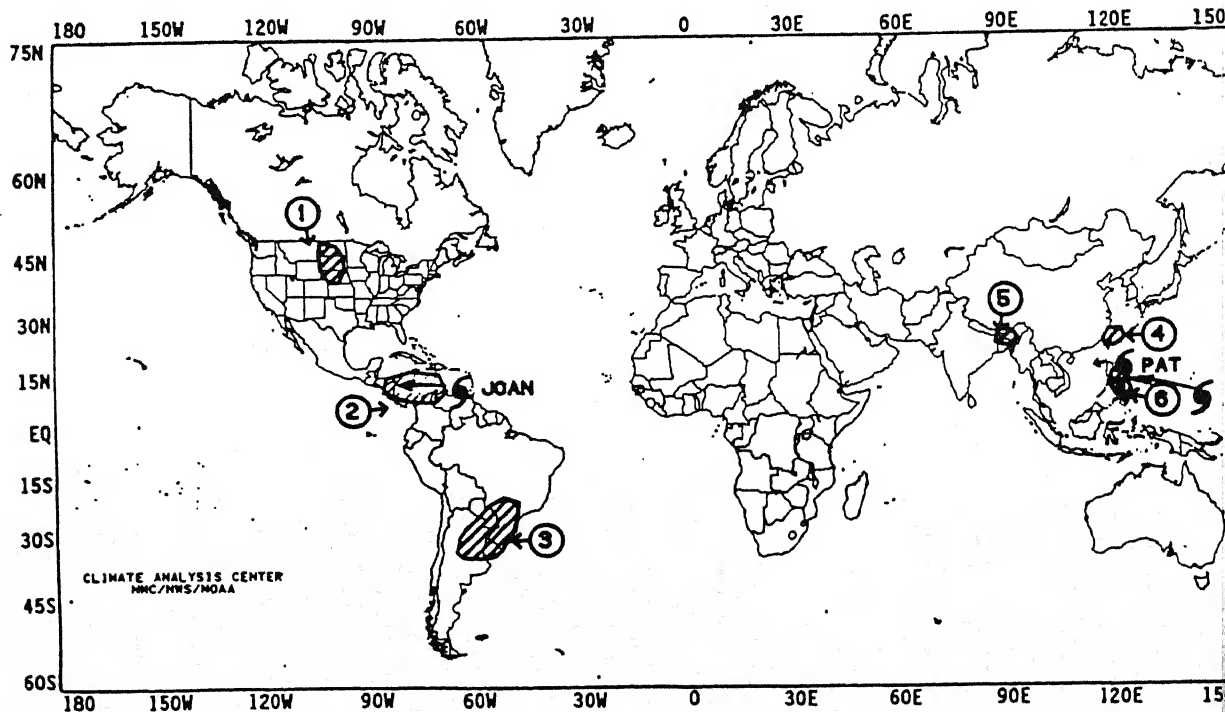 180 150W 120W 90W 60W 30W 0 30E 60E 90E 120E 150
75N
60N
45N
30N
15N
EQ
15S
30S
45S
60S
1
5
4
JOAN
PAT
2
6
3
CLIMATE ANALYSIS CENTER
NMC/NWS/NOAA
180 150W 120W 90W 60W 30W 0 30E 60E 90E 120E 15